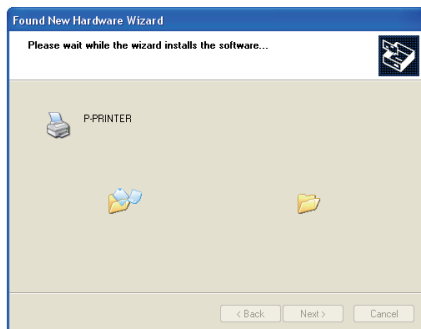 Found New Hardware Wizard
Please wait while the wizard installs the software...
P-PRINTER
< Back
Next >
Cancel